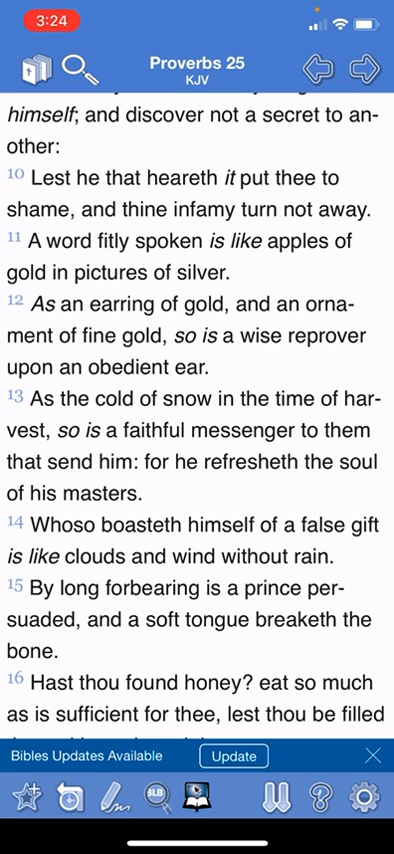 3:24
Proverbs 25
KJV
himself; and discover not a secret to an-
other:
10 Lest he that heareth it put thee to
shame, and thine infamy turn not away.
11 A word fitly spoken is like apples of
gold in pictures of silver.
12 As an earring of gold, and an orna-
ment of fine gold, so is a wise reprover
upon an obedient ear.
13 As the cold of snow in the time of har-
vest, so is a faithful messenger to them
that send him: for he refresheth the soul
of his masters.
14 Whoso boasteth himself of a false gift
is like clouds and wind without rain.
15 By long forbearing is a prince per-
suaded, and a soft tongue breaketh the
bone.
16 Hast thou found honey? eat so much
as is sufficient for thee, lest thou be filled
Bibles Updates Available
Update
BLB